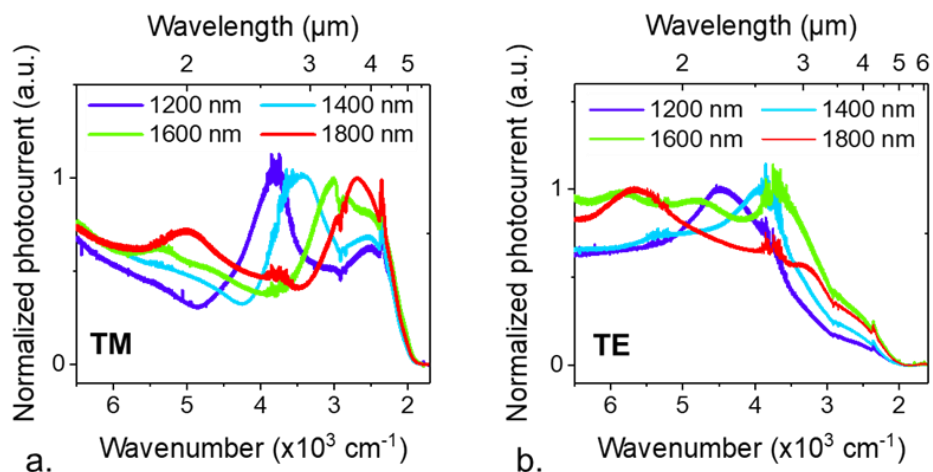 Wavelength (µm)
2 3 4 5
Normalized photocurrent (a.u.)
1200 nm 1400 nm
1600 nm 1800 nm
1
0
TM
6 5 4 3 2
Wavenumber (x10³ cm⁻¹)
a.
Wavelength (µm)
2 3 4 5 6
Normalized photocurrent (a.u.)
1200 nm 1400 nm
1600 nm 1800 nm
1
0
TE
6 5 4 3 2
Wavenumber (x10³ cm⁻¹)
b.